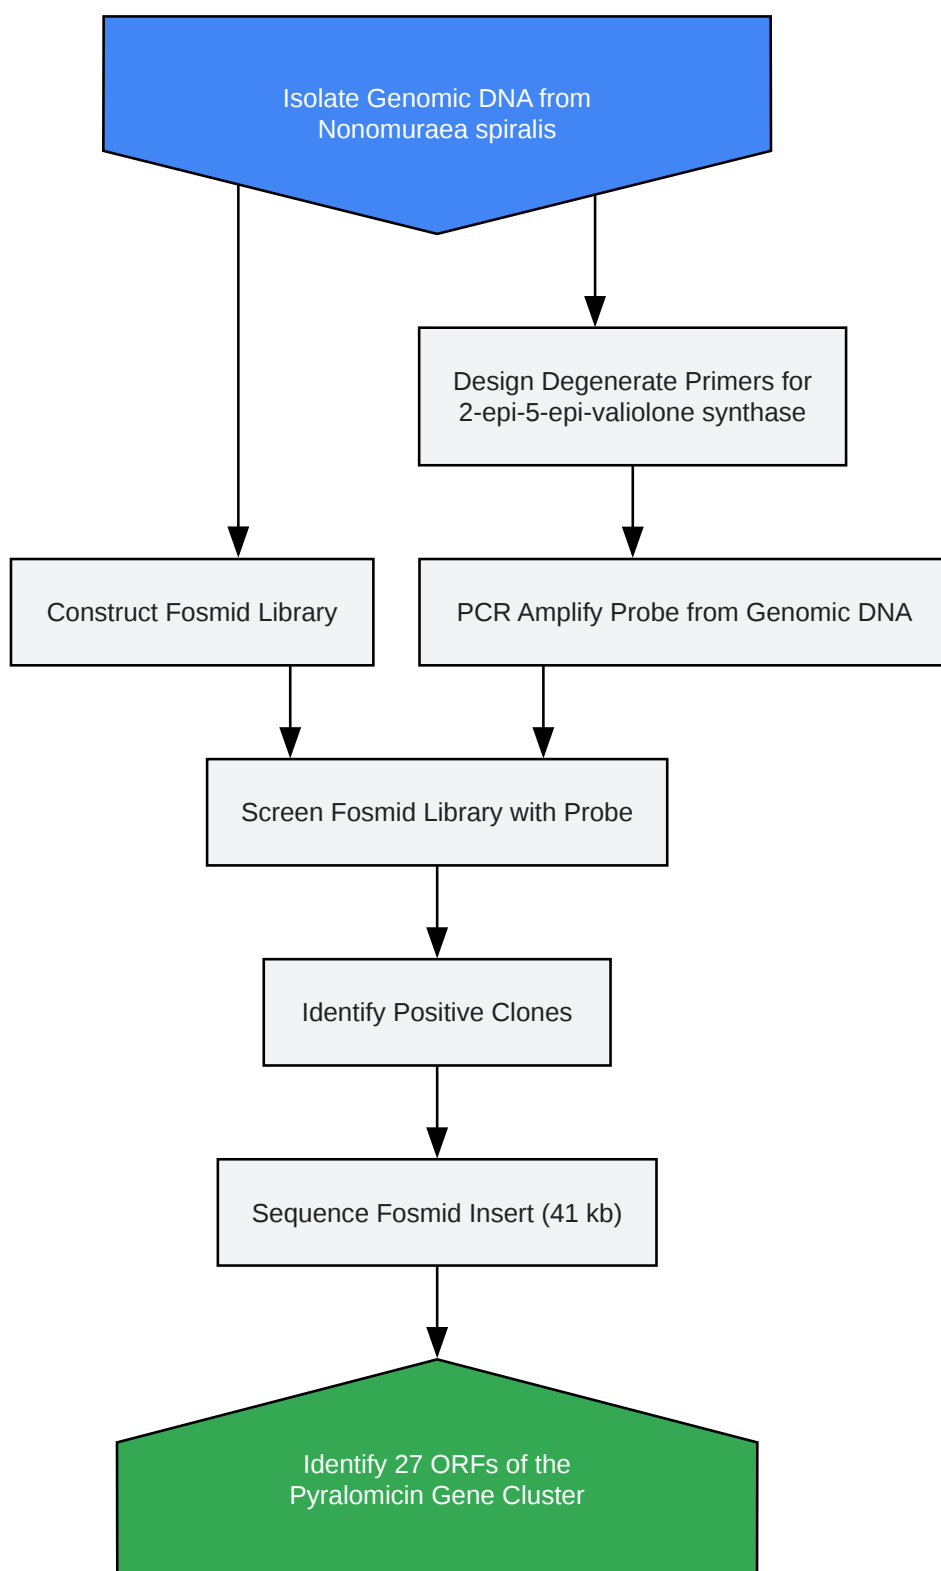 Isolate Genomic DNA from
Nonomuraea spiralis
Design Degenerate Primers for
2-epi-5-epi-valiolone synthase
Construct Fosmid Library
PCR Amplify Probe from Genomic DNA
Screen Fosmid Library with Probe
Identify Positive Clones
Sequence Fosmid Insert (41 kb)
Identify 27 ORFs of the
Pyralomicin Gene Cluster